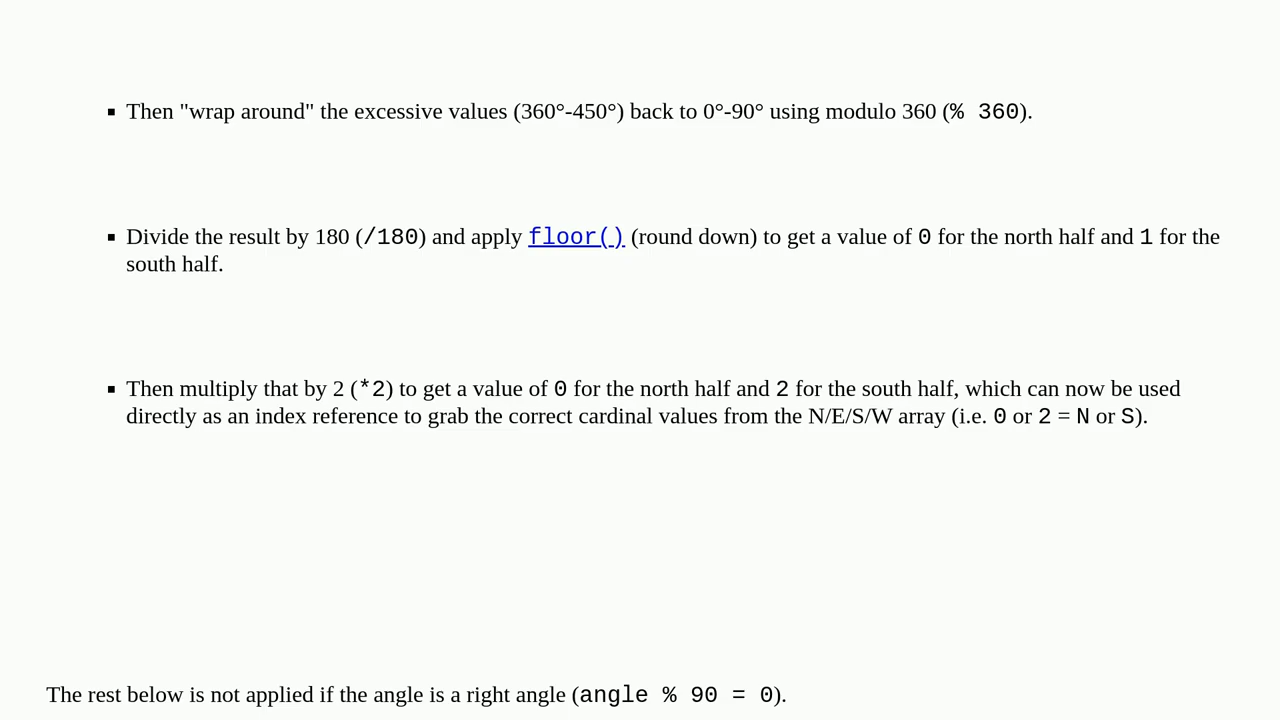 Then "wrap around" the excessive values (360°-450°) back to 0°-90° using modulo 360 (% 360).
Divide the result by 180 (/180) and apply floor() (round down) to get a value of 0 for the north half and 1 for the
south half.
Then multiply that by 2 (*2) to get a value of 0 for the north half and 2 for the south half, which can now be used
directly as an index reference to grab the correct cardinal values from the N/E/S/W array (i.e. 0 or 2 = N or S).
The rest below is not applied if the angle is a right angle (angle % 90 = 0).